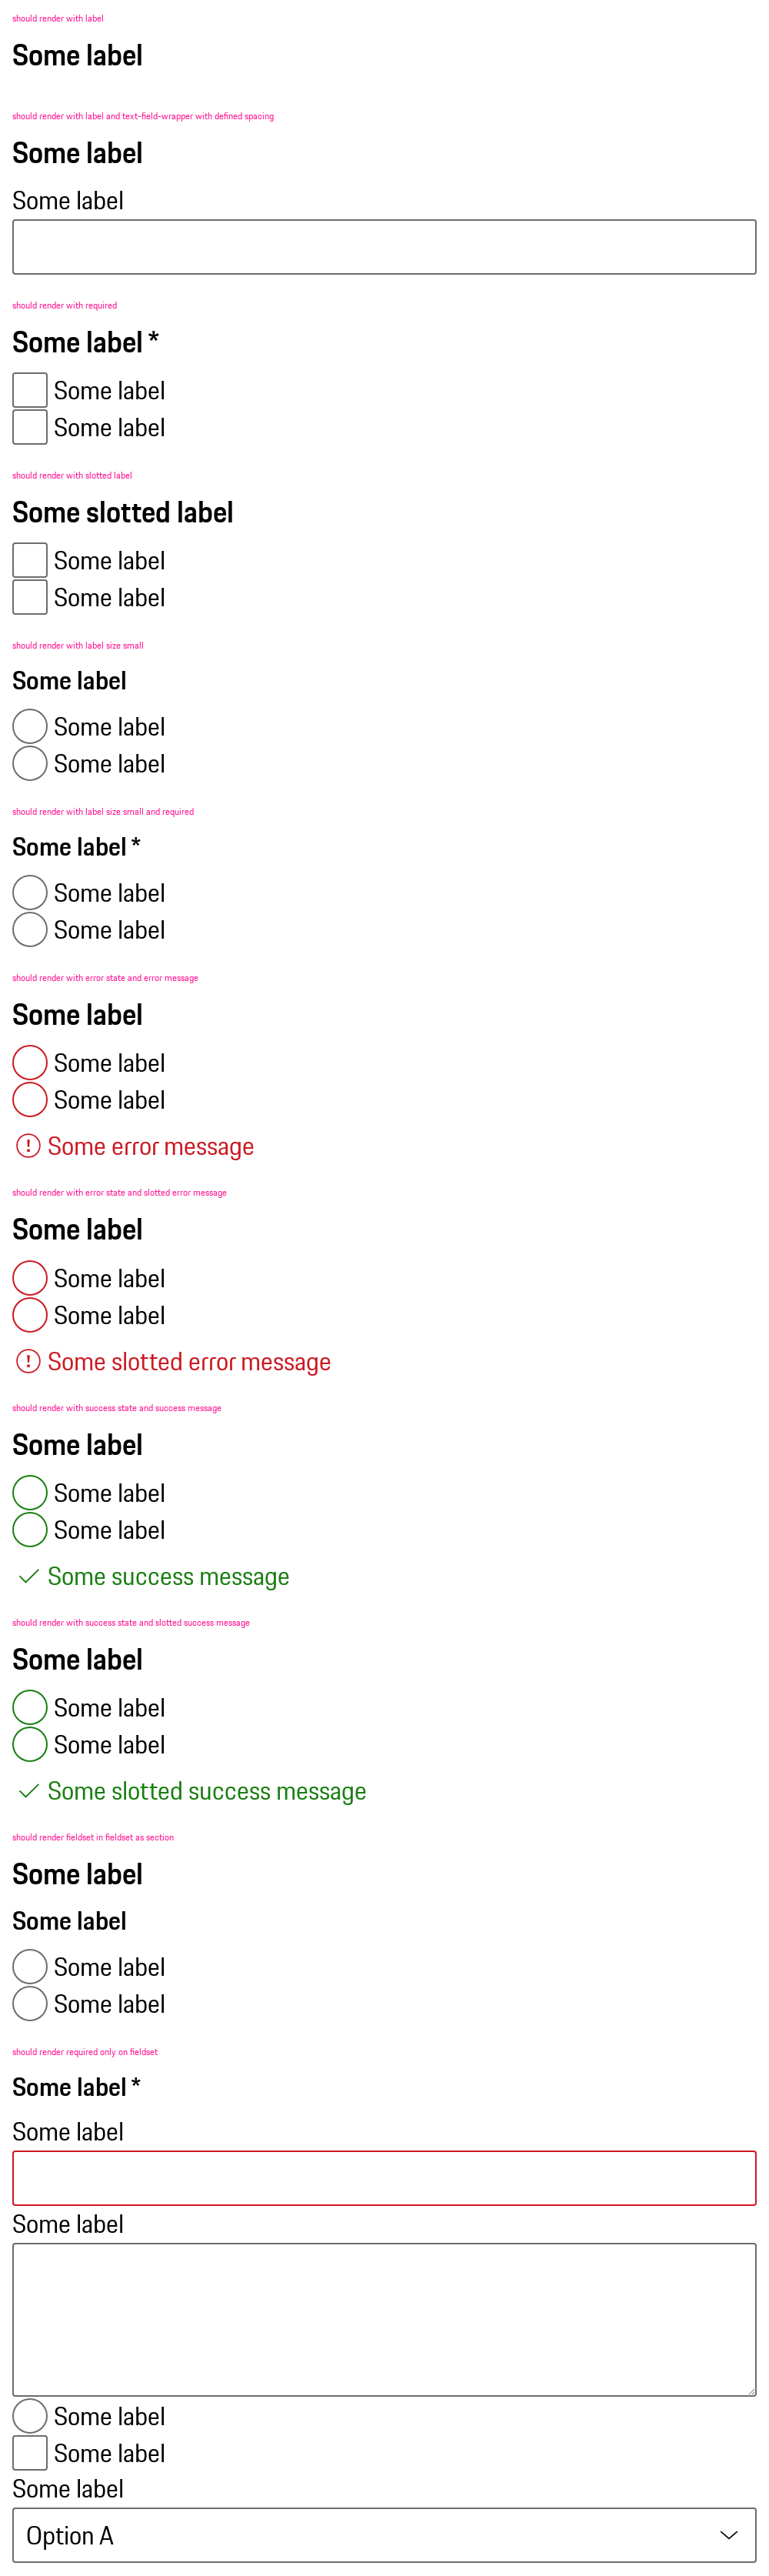 should render with label
Some label
should render with label and text-field-wrapper with defined spacing
Some label
Some label
should render with required
Some label *
Some label
Some label
should render with slotted label
Some slotted label
Some label
Some label
should render with label size small
Some label
Some label
Some label
should render with label size small and required
Some label *
Some label
Some label
should render with error state and error message
Some label
Some label
Some label
Some error message
should render with error state and slotted error message
Some label
Some label
Some label
Some slotted error message
should render with success state and success message
Some label
Some label
Some label
Some success message
should render with success state and slotted success message
Some label
Some label
Some label
Some slotted success message
should render fieldset in fieldset as section
Some label
Some label
Some label
Some label
should render required only on fieldset
Some label *
Some label
Some label
Some label
Some label
Some label
Option A